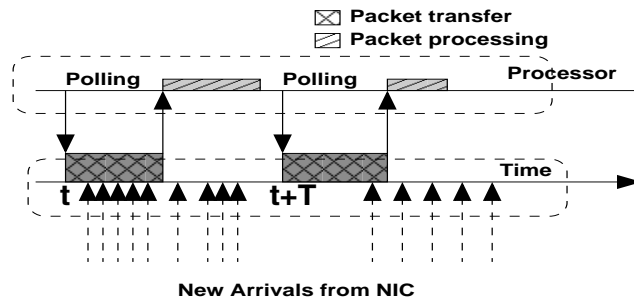 Packet transfer
Packet processing
Polling
Polling
Processor
Time
t
t+T
New Arrivals from NIC